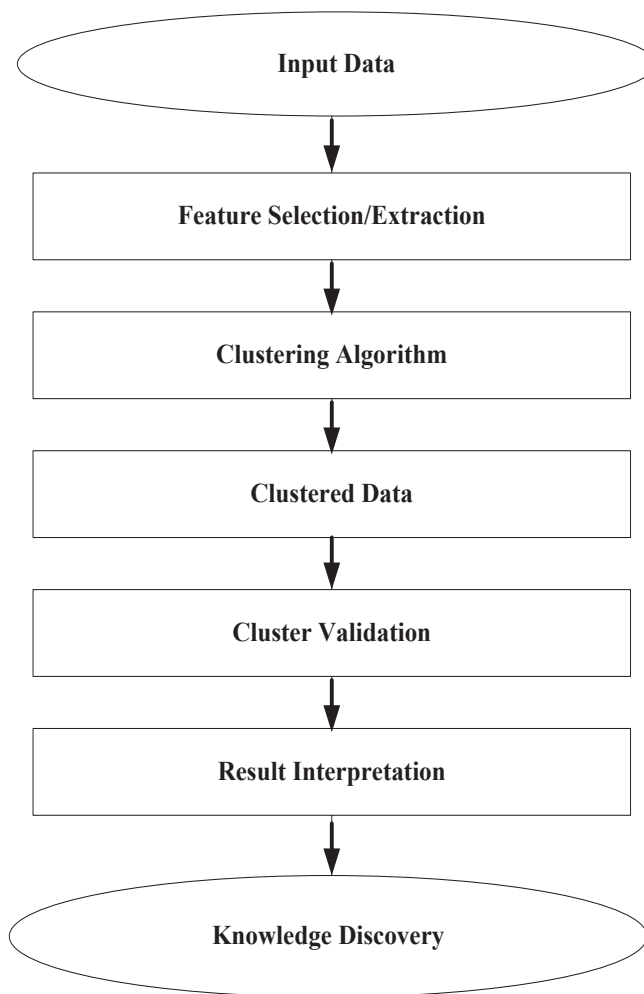 Input Data
Feature Selection/Extraction
Clustering Algorithm
Clustered Data
Cluster Validation
Result Interpretation
Knowledge Discovery